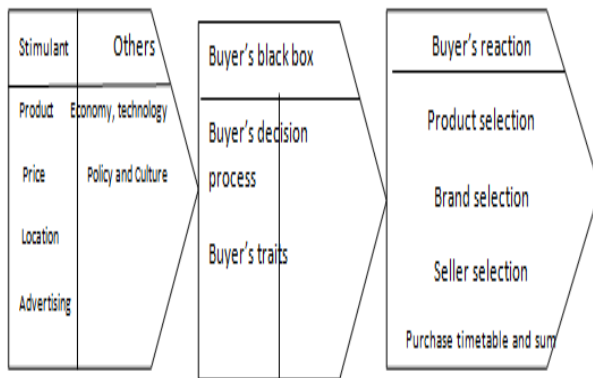 Stimulant Others
Product Economy, technology
Price Policy and Culture
Location
Advertising
Buyer's black box
Buyer's decision
process
Buyer's traits
Buyer's reaction
Product selection
Brand selection
Seller selection
Purchase timetable and sum